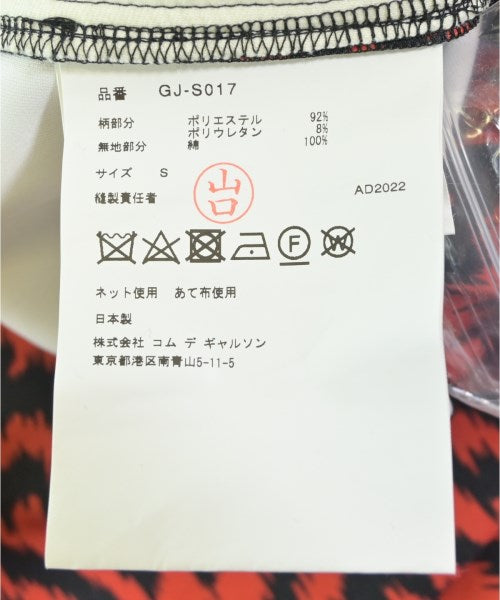 品番 GJ-S017
柄部分 ポリエステル 92%
ポリウレタン 8%
無地部分 綿 100%
サイズ S
縫製責任者 山口 AD2022
F W
ネット使用 あて布使用
日本製
株式会社 コム デ ギャルソン
東京都港区南青山5-11-5